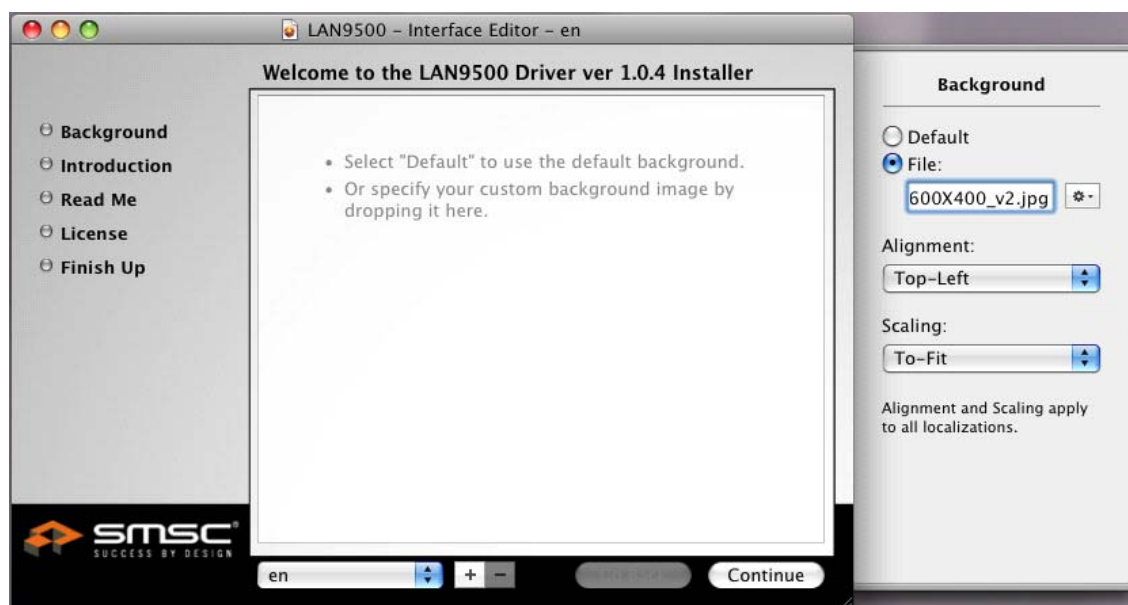 LAN9500 – Interface Editor – en
Welcome to the LAN9500 Driver ver 1.0.4 Installer
Background
Introduction
Read Me
License
Finish Up
• Select "Default" to use the default background.
• Or specify your custom background image by
dropping it here.
smsc®
SUCCESS BY DESIGN
en
+ –
Continue
Background
Default
File:
600X400_v2.jpg
Alignment:
Top-Left
Scaling:
To-Fit
Alignment and Scaling apply
to all localizations.